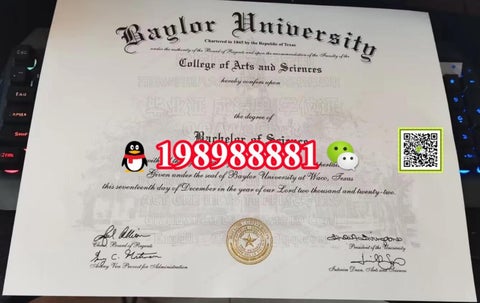 Baylor University
Chartered in 1845 by the Republic of Texas
under the authority of the Board of Regents and upon the recommendation of the Faculty of the
College of Arts and Sciences
hereby confers upon
the degree of
Bachelor of Science
198988881
Given under the seal of Baylor University at Waco, Texas
this seventeenth day of December in the year of our Lord two thousand and twenty-two.
Chair Board of Regents
President of the University
Interim Dean, Arts and Sciences